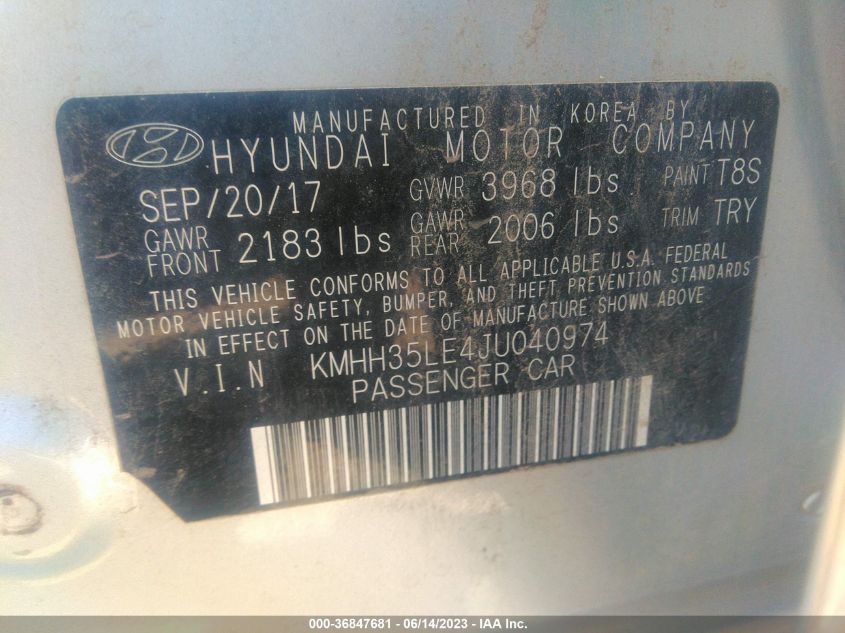 MANUFACTURED IN KOREA BY
HYUNDAI MOTOR COMPANY
SEP/20/17 GVWR 3968 lbs PAINT T8S
GAWR FRONT 2183 lbs GAWR REAR 2006 lbs TRIM TRY
THIS VEHICLE CONFORMS TO ALL APPLICABLE U.S.A. FEDERAL
MOTOR VEHICLE SAFETY, BUMPER, AND THEFT PREVENTION STANDARDS
IN EFFECT ON THE DATE OF MANUFACTURE SHOWN ABOVE
V.I.N KMHH35LE4JU040974
PASSENGER CAR
000-36847681 - 06/14/2023 - IAA Inc.